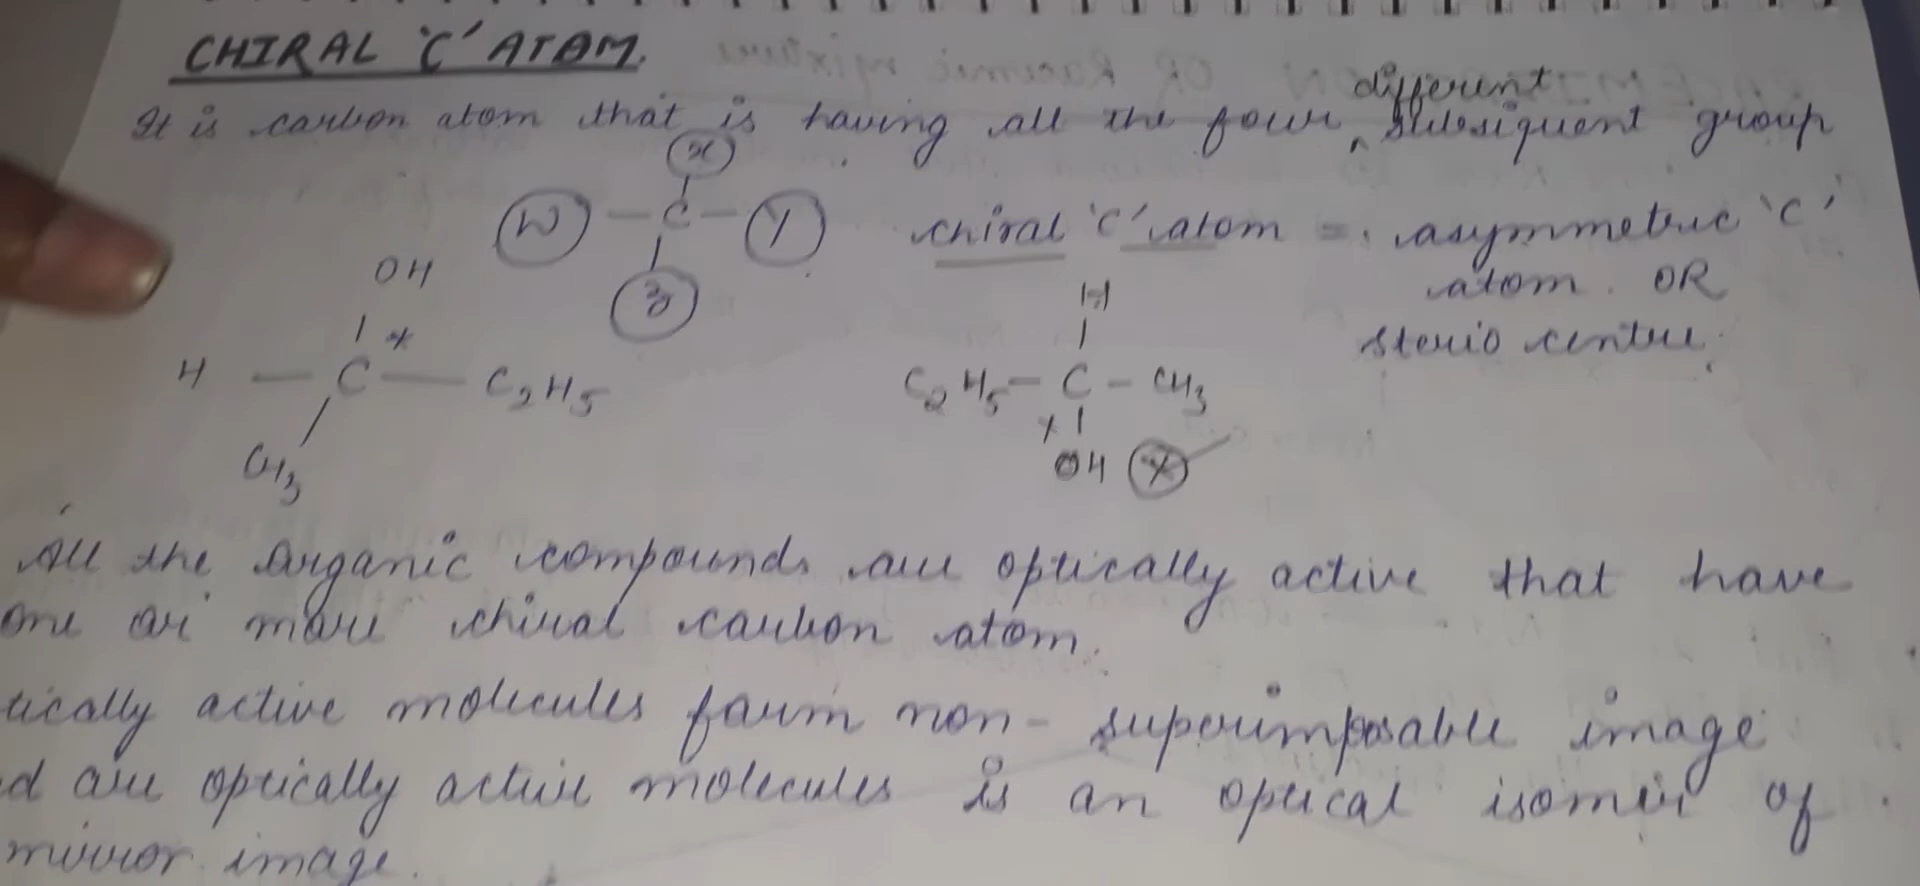 CHIRAL 'C' ATOM.
different
It is carbon atom that is having all the four subsiquent group
x
W — C — Y
z
chiral 'C' atom = asymmetric 'C'
atom. OR
sterio centre.
OH
*
H — C — C2H5
CH3
H
C2H5 — C — CH3
*
OH *
All the organic compounds are optically active that have
one or more chiral carbon atom.
tically active molecules form non-superimposable image
d are optically active molecules is an optical isomer of
mirror image.